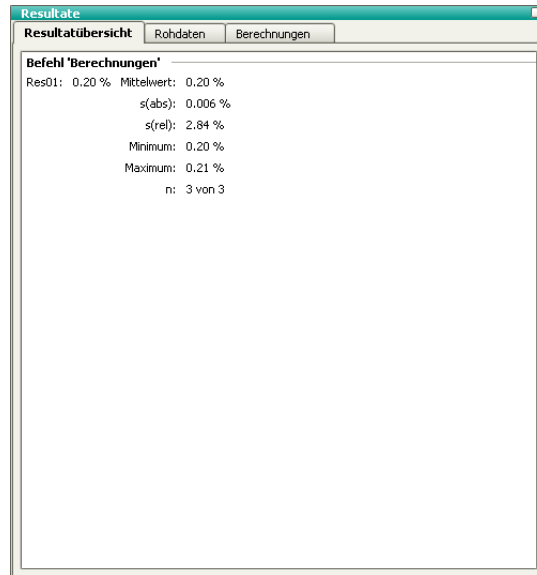 Resultate
Resultatübersicht Rohdaten Berechnungen
Befehl 'Berechnungen'
Res01: 0.20 % Mittelwert: 0.20 %
s(abs): 0.006 %
s(rel): 2.84 %
Minimum: 0.20 %
Maximum: 0.21 %
n: 3 von 3